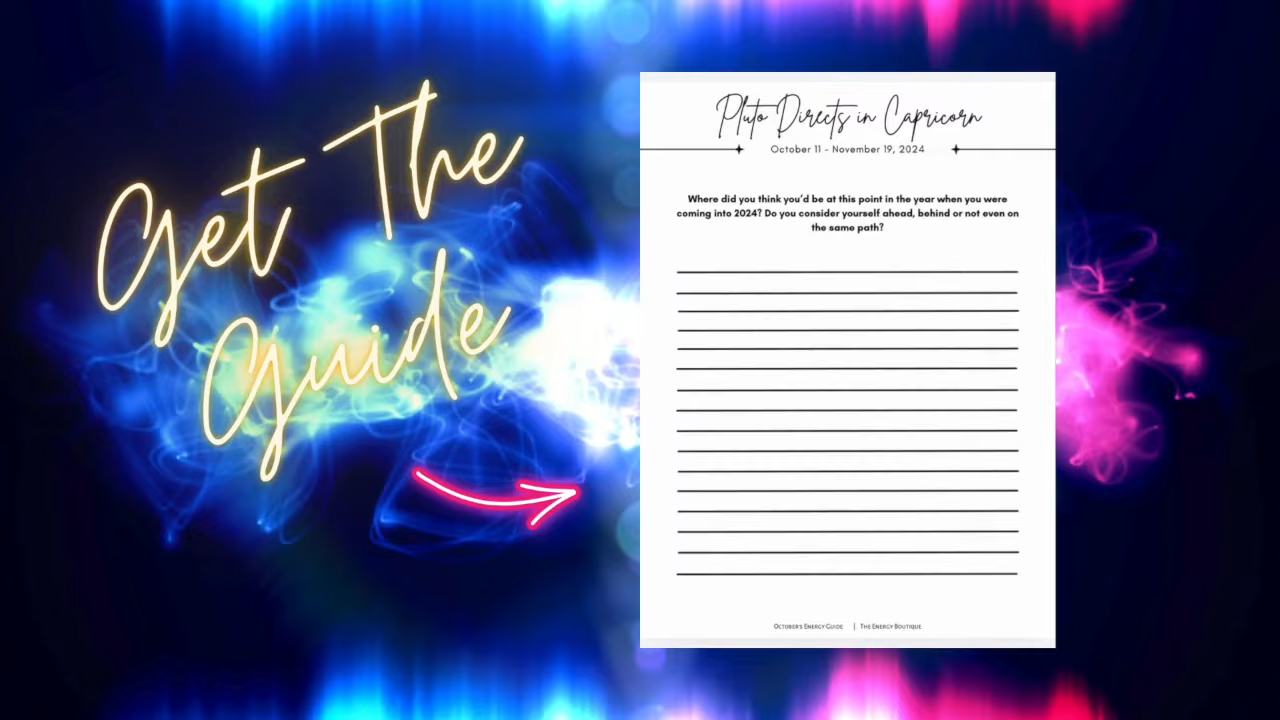 Get The
Guide
Pluto Directs in Capricorn
October 11 - November 19, 2024
Where did you think you'd be at this point in the year when you were
coming into 2024? Do you consider yourself ahead, behind or not even on
the same path?
October's Energy Guide | The Energy Boutique